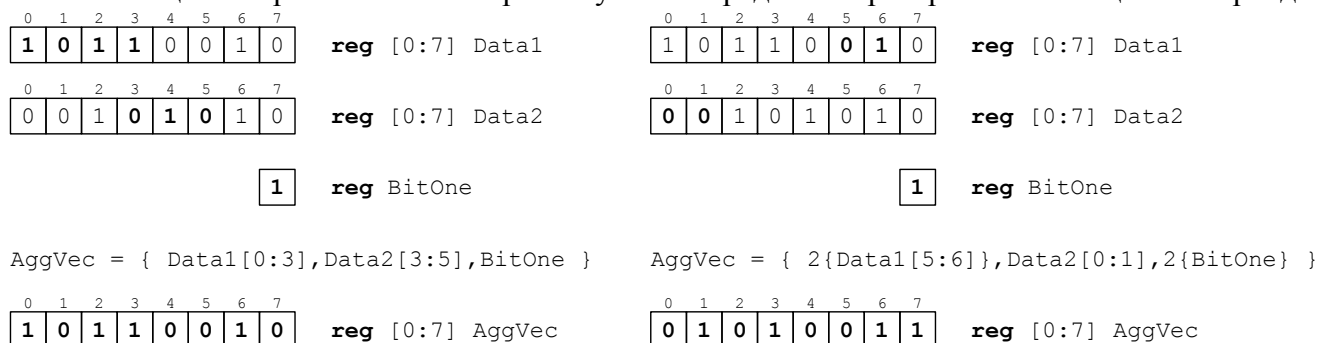 0 1 2 3 4 5 6 7 0 1 2 3 4 5 6 7
1 0 1 1 0 0 1 0 reg [0:7] Data1 1 0 1 1 0 0 1 0 reg [0:7] Data1
0 1 2 3 4 5 6 7 0 1 2 3 4 5 6 7
0 0 1 0 1 0 1 0 reg [0:7] Data2 0 0 1 0 1 0 1 0 reg [0:7] Data2
1 reg BitOne 1 reg BitOne
AggVec = { Data1[0:3],Data2[3:5],BitOne } AggVec = { 2{Data1[5:6]},Data2[0:1],2{BitOne} }
0 1 2 3 4 5 6 7 0 1 2 3 4 5 6 7
1 0 1 1 0 0 1 0 reg [0:7] AggVec 0 1 0 1 0 0 1 1 reg [0:7] AggVec